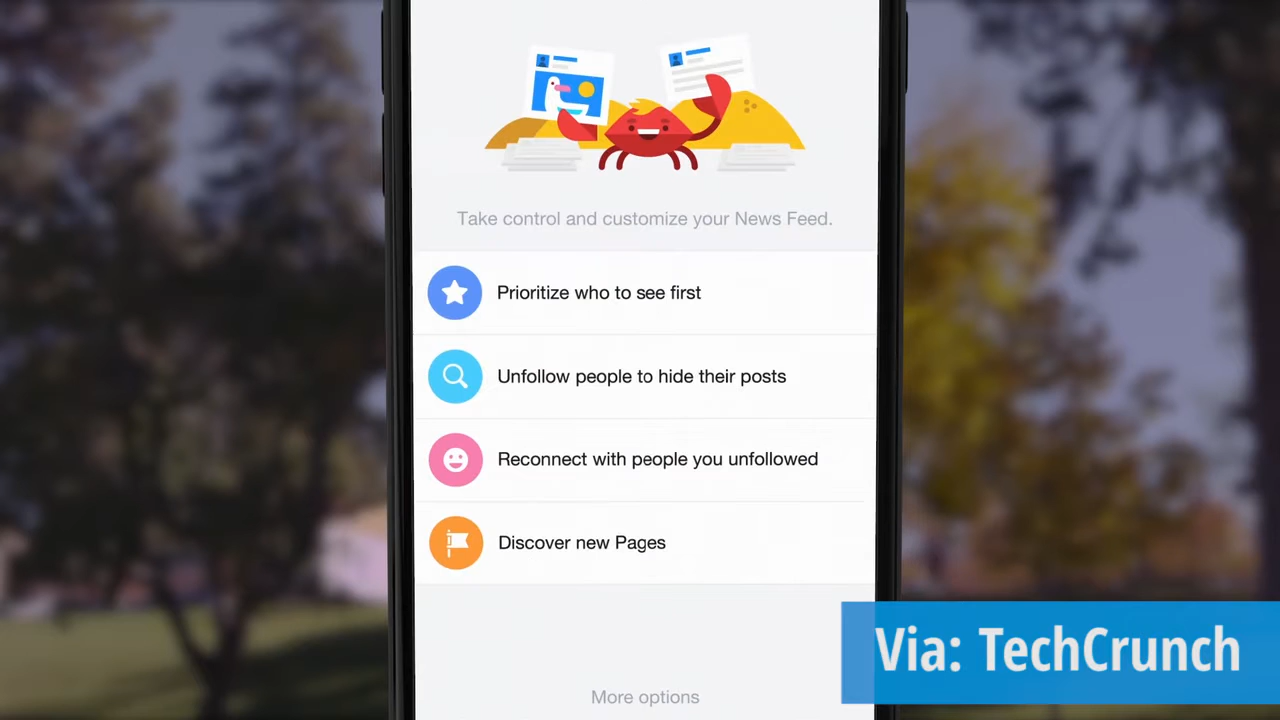 Take control and customize your News Feed.
Prioritize who to see first
Unfollow people to hide their posts
Reconnect with people you unfollowed
Discover new Pages
More options
Via: TechCrunch